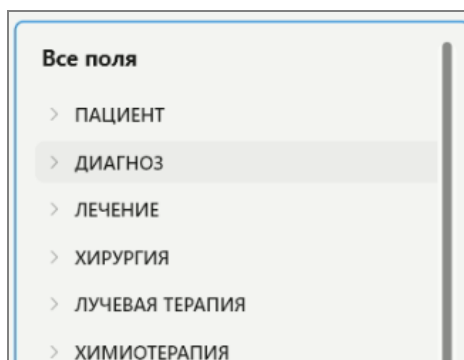 Все поля
ПАЦИЕНТ
ДИАГНОЗ
ЛЕЧЕНИЕ
ХИРУРГИЯ
ЛУЧЕВАЯ ТЕРАПИЯ
ХИМИОТЕРАПИЯ